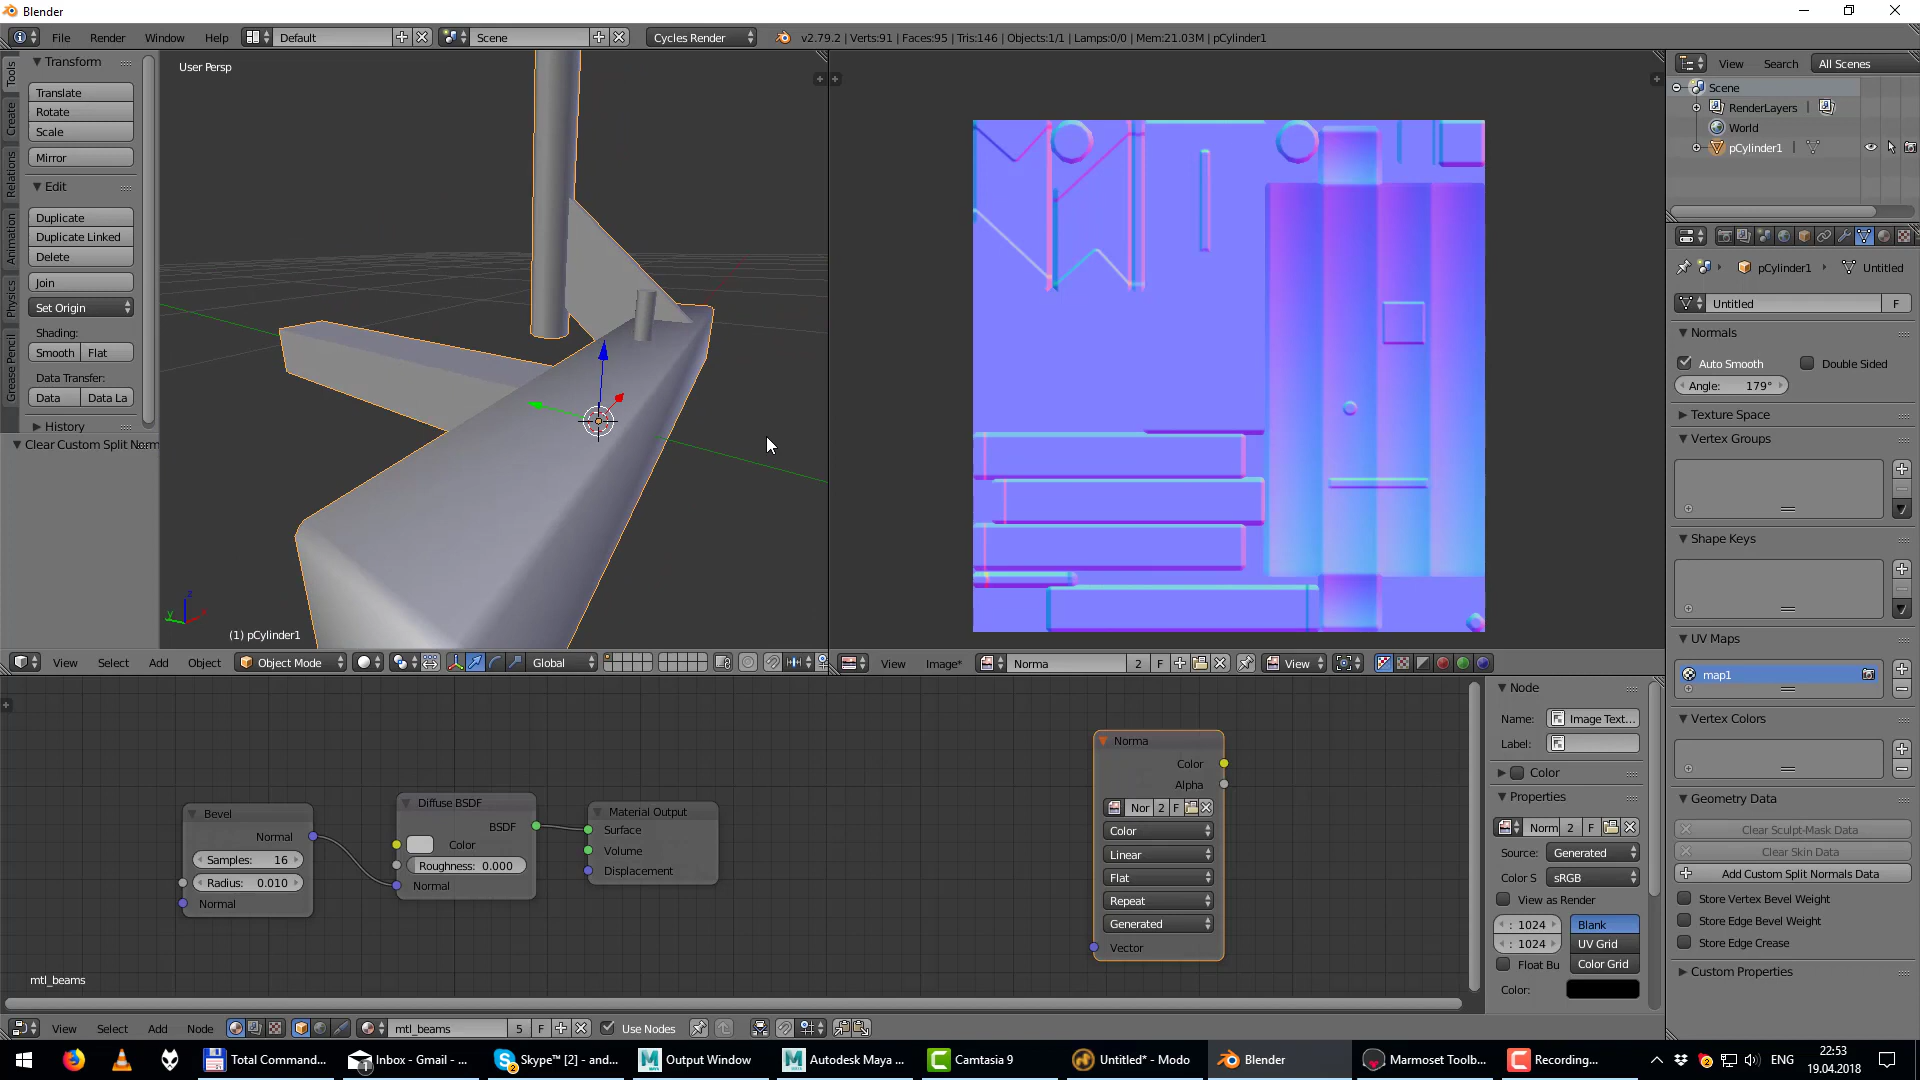 Blender
File Render Window Help Default Scene Cycles Render v2.79.2 | Verts:91 | Faces:95 | Tris:146 | Objects:1/1 | Lamps:0/0 | Mem:21.03M | pCylinder1
Tools
Create
Relations
Animation
Physics
Grease Pencil
Transform
Translate
Rotate
Scale
Mirror
Edit
Duplicate
Duplicate Linked
Delete
Join
Set Origin
Shading:
Smooth Flat
Data Transfer:
Data Data La
History
Clear Custom Split Norm
User Persp
z
y
(1) pCylinder1
View Select Add Object Object Mode Global
View Image* Norma 2 F View
View Search All Scenes
Scene
RenderLayers
World
pCylinder1
pCylinder1 Untitled
Untitled F
Normals
Auto Smooth Double Sided
Angle: 179°
Texture Space
Vertex Groups
Shape Keys
UV Maps
map1
Vertex Colors
Geometry Data
Clear Sculpt-Mask Data
Clear Skin Data
Add Custom Split Normals Data
Store Vertex Bevel Weight
Store Edge Bevel Weight
Store Edge Crease
Custom Properties
Bevel
Normal
Samples: 16
Radius: 0.010
Normal
Diffuse BSDF
BSDF
Color
Roughness: 0.000
Normal
Material Output
Surface
Volume
Displacement
Norma
Color
Alpha
Nor 2 F
Color
Linear
Flat
Repeat
Generated
Vector
mtl_beams
Node
Name: Image Text...
Label:
Color
Properties
Norm 2 F
Source: Generated
Color S sRGB
View as Render
: 1024 Blank
: 1024 UV Grid
Float Bu Color Grid
Color:
View Select Add Node mtl_beams 5 F Use Nodes
Total Command... Inbox - Gmail - ... Skype™ [2] - and... Output Window Autodesk Maya ... Camtasia 9 Untitled* - Modo Blender Marmoset Toolb... Recording... ENG 22:53
19.04.2018